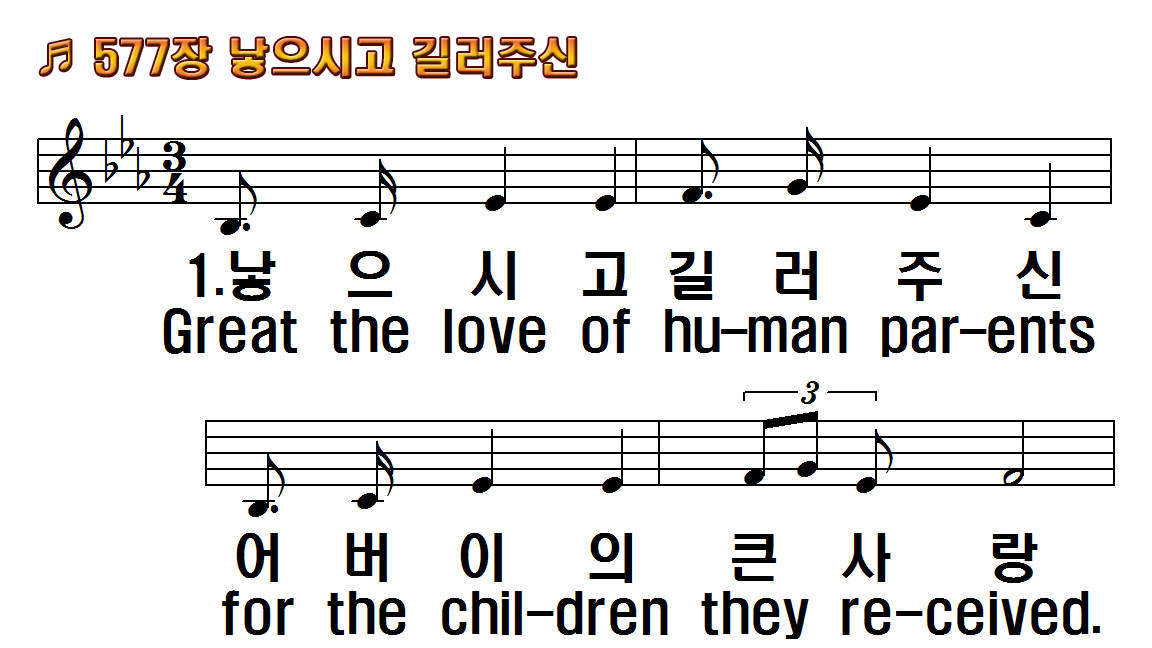 ♬ 577장 낳으시고 길러주신
3
4
1.낳 으 시 고 길 러 주 신
Great the love of hu-man par-ents
3
어 버 이 의 큰 사 랑
for the chil-dren they re-ceived.